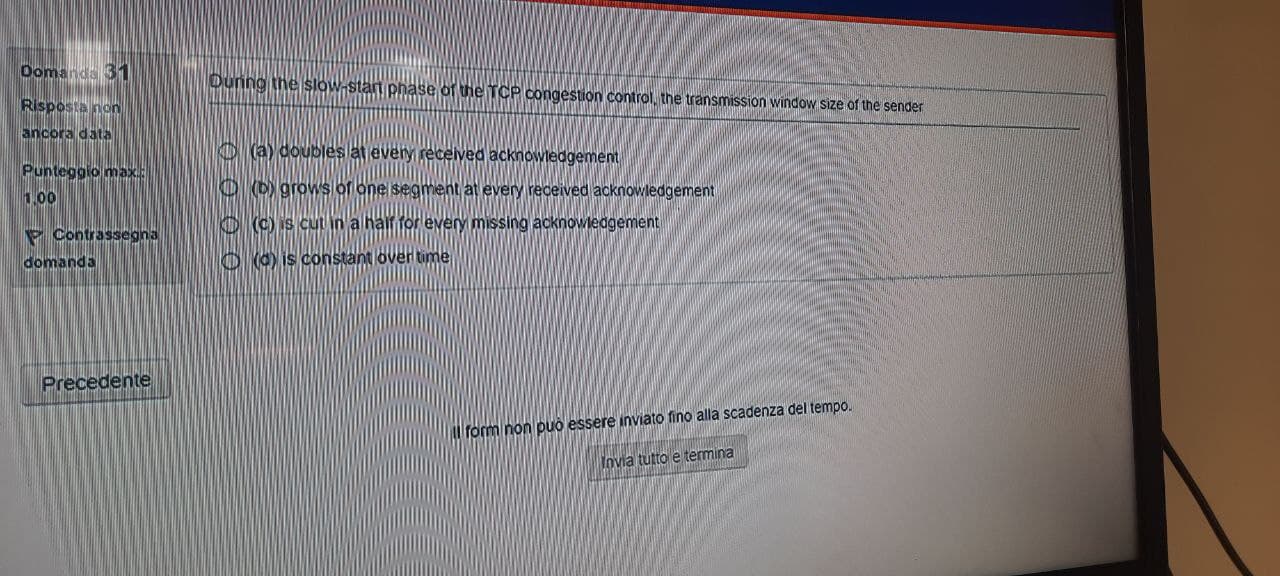 Domanda 31
Risposta non
ancora data
Punteggio max.:
1,00
Contrassegna
domanda
During the slow-start phase of the TCP congestion control, the transmission window size of the sender
(a) doubles at every received acknowledgement
(b) grows of one segment at every received acknowledgement
(c) is cut in a half for every missing acknowledgement
(d) is constant over time
Precedente
Il form non può essere inviato fino alla scadenza del tempo.
Invia tutto e termina